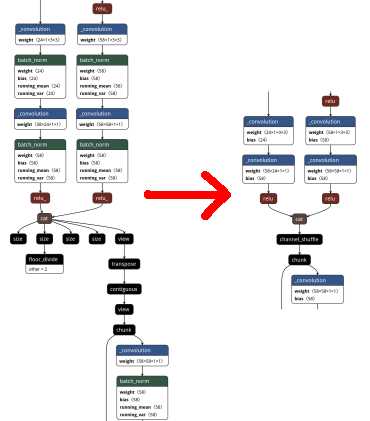 relu_
_convolution
weight ⟨24×1×3×3⟩
_convolution
weight ⟨58×1×3×3⟩
batch_norm
weight ⟨24⟩
bias ⟨24⟩
running_mean ⟨24⟩
running_var ⟨24⟩
batch_norm
weight ⟨58⟩
bias ⟨58⟩
running_mean ⟨58⟩
running_var ⟨58⟩
_convolution
weight ⟨58×24×1×1⟩
_convolution
weight ⟨58×58×1×1⟩
batch_norm
weight ⟨58⟩
bias ⟨58⟩
running_mean ⟨58⟩
running_var ⟨58⟩
batch_norm
weight ⟨58⟩
bias ⟨58⟩
running_mean ⟨58⟩
running_var ⟨58⟩
relu_
relu_
cat
size
size
size
size
view
floor_divide
other = 2
transpose
contiguous
view
chunk
_convolution
weight ⟨58×58×1×1⟩
batch_norm
weight ⟨58⟩
bias ⟨58⟩
running_mean ⟨58⟩
running_var ⟨58⟩
relu
_convolution
weight ⟨24×1×3×3⟩
bias ⟨24⟩
_convolution
weight ⟨58×1×3×3⟩
bias ⟨58⟩
_convolution
weight ⟨58×24×1×1⟩
bias ⟨58⟩
_convolution
weight ⟨58×58×1×1⟩
bias ⟨58⟩
relu
relu
cat
channel_shuffle
chunk
_convolution
weight ⟨58×58×1×1⟩
bias ⟨58⟩